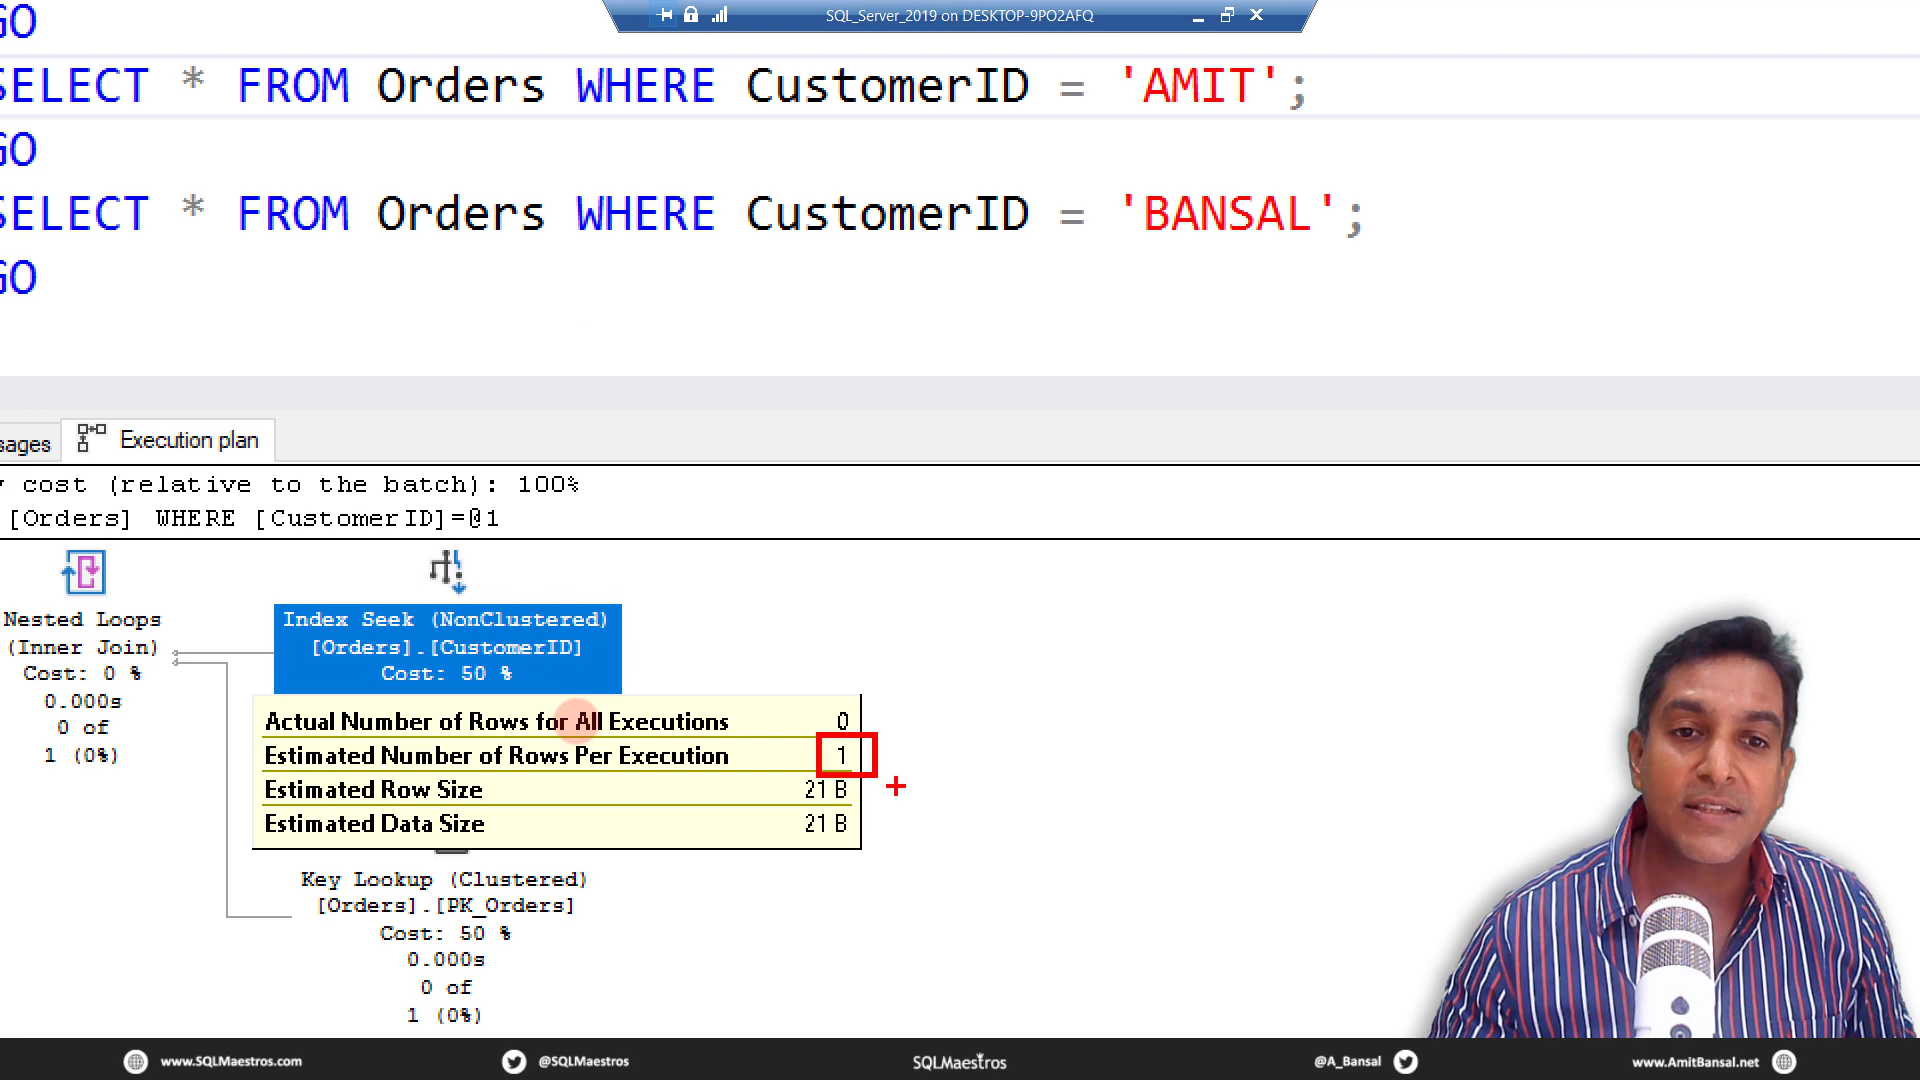 GO
SQL_Server_2019 on DESKTOP-9PO2AFQ
SELECT * FROM Orders WHERE CustomerID = 'AMIT';
GO
SELECT * FROM Orders WHERE CustomerID = 'BANSAL';
GO
sages
Execution plan
cost (relative to the batch): 100%
[Orders] WHERE [CustomerID]=@1
Nested Loops
(Inner Join)
Cost: 0 %
0.000s
0 of
1 (0%)
Index Seek (NonClustered)
[Orders].[CustomerID]
Cost: 50 %
Actual Number of Rows for All Executions 0
Estimated Number of Rows Per Execution 1
Estimated Row Size 21 B
Estimated Data Size 21 B
Key Lookup (Clustered)
[Orders].[PK_Orders]
Cost: 50 %
0.000s
0 of
1 (0%)
www.SQLMaestros.com
@SQLMaestros
SQLMaestros
@A_Bansal
www.AmitBansal.net